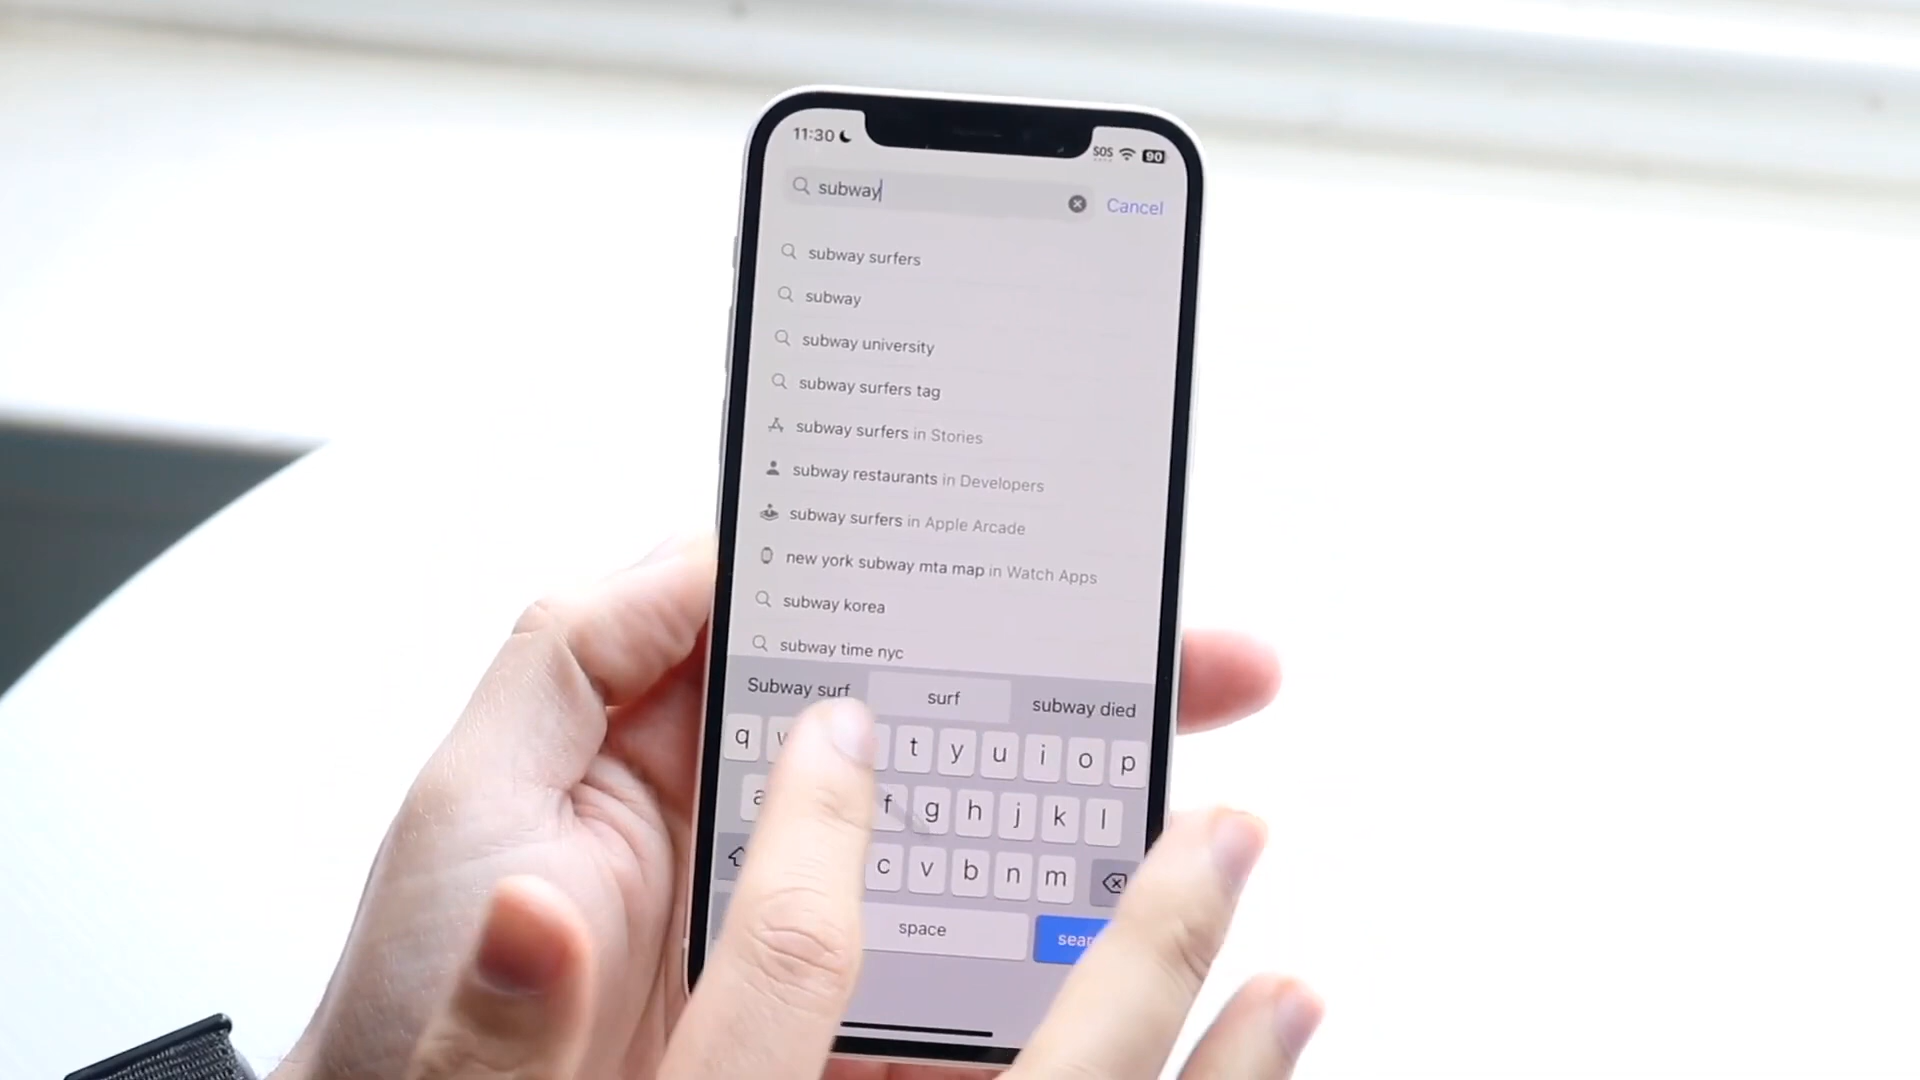 11:30
SOS 90
subway
Cancel
subway surfers
subway
subway university
subway surfers tag
subway surfers in Stories
subway restaurants in Developers
subway surfers in Apple Arcade
new york subway mta map in Watch Apps
subway korea
subway time nyc
Subway surf surf subway died
q t y u i o p
a f g h j k l
c v b n m
space